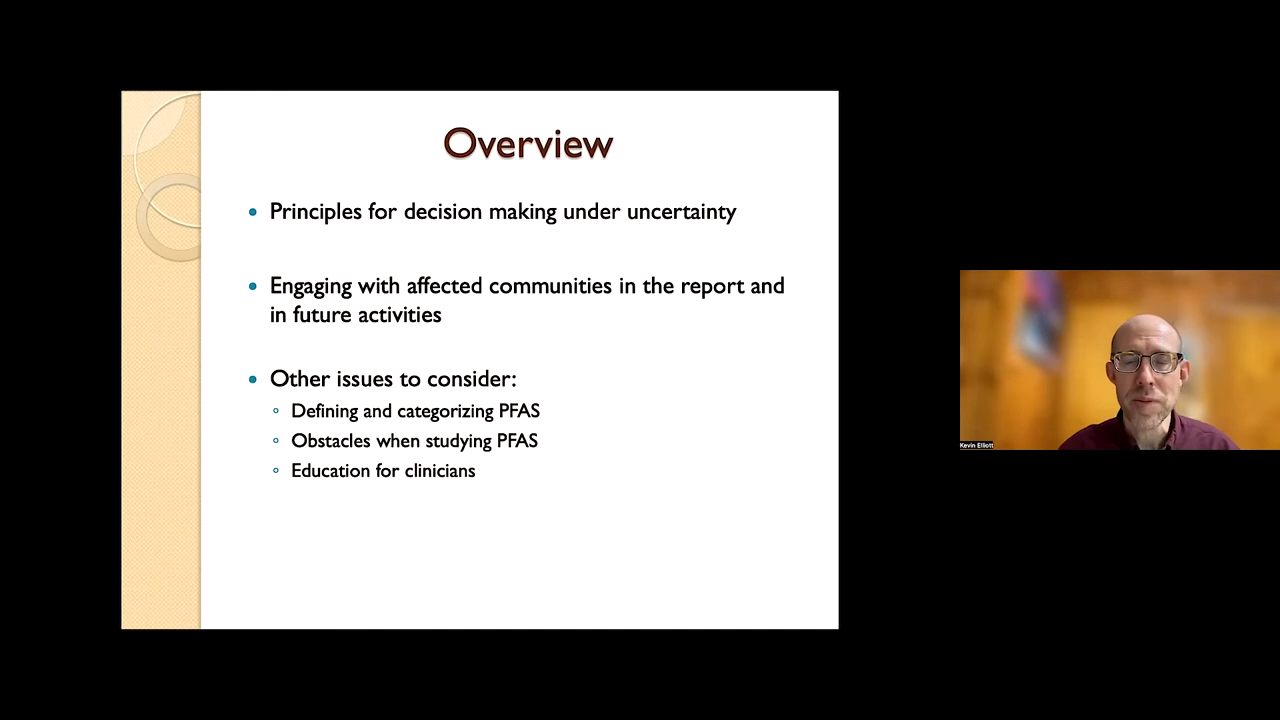 Overview
Principles for decision making under uncertainty
Engaging with affected communities in the report and
in future activities
Other issues to consider:
Defining and categorizing PFAS
Obstacles when studying PFAS
Education for clinicians
Kevin Elliott